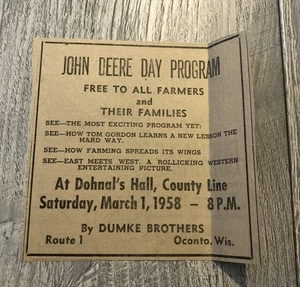 JOHN DEERE DAY PROGRAM
FREE TO ALL FARMERS
and
THEIR FAMILIES
SEE—THE MOST EXCITING PROGRAM YET:
SEE—HOW TOM GORDON LEARNS A NEW LESSON THE
HARD WAY.
SEE—HOW FARMING SPREADS ITS WINGS
SEE—EAST MEETS WEST. A ROLLICKING WESTERN
ENTERTAINING PICTURE.
At Dohnal's Hall, County Line
Saturday, March 1, 1958 — 8 P.M.
By DUMKE BROTHERS
Route 1 Oconto, Wis.